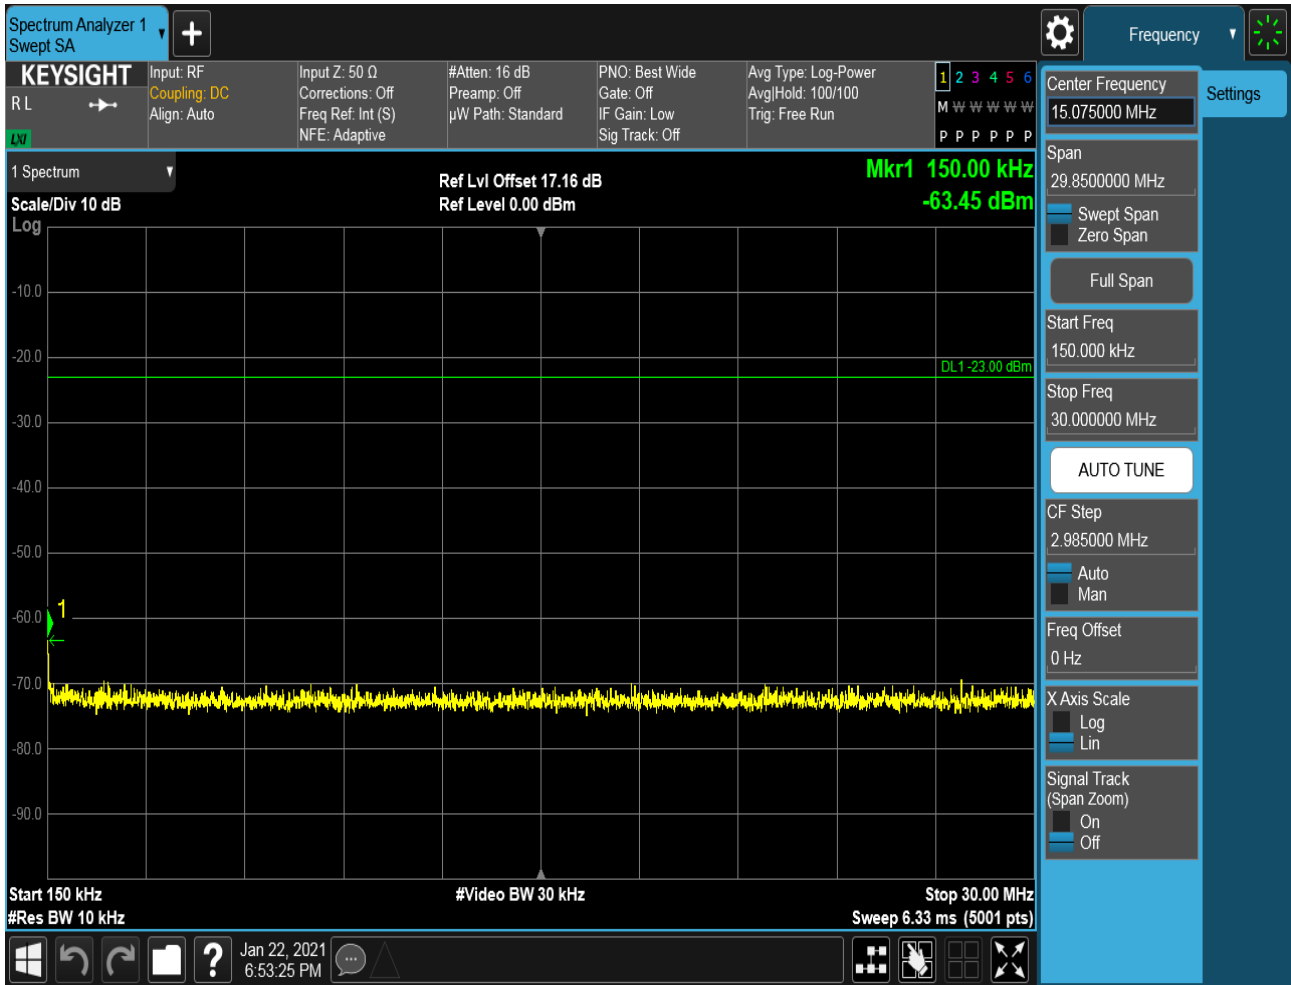 Spectrum Analyzer 1
Swept SA
+
Frequency
KEYSIGHT
R L
LXI
Input: RF
Coupling: DC
Align: Auto
Input Z: 50 Ω
Corrections: Off
Freq Ref: Int (S)
NFE: Adaptive
#Atten: 16 dB
Preamp: Off
µW Path: Standard
PNO: Best Wide
Gate: Off
IF Gain: Low
Sig Track: Off
Avg Type: Log-Power
Avg|Hold: 100/100
Trig: Free Run
1 2 3 4 5 6
M W W W W W
P P P P P P
1 Spectrum
Scale/Div 10 dB
Log
Ref Lvl Offset 17.16 dB
Ref Level 0.00 dBm
Mkr1 150.00 kHz
-63.45 dBm
-10.0
-20.0
DL1 -23.00 dBm
-30.0
-40.0
-50.0
-60.0
1
-70.0
-80.0
-90.0
Start 150 kHz
#Video BW 30 kHz
Stop 30.00 MHz
#Res BW 10 kHz
Sweep 6.33 ms (5001 pts)
?
Jan 22, 2021
6:53:25 PM
Center Frequency
15.075000 MHz
Settings
Span
29.8500000 MHz
Swept Span
Zero Span
Full Span
Start Freq
150.000 kHz
Stop Freq
30.000000 MHz
AUTO TUNE
CF Step
2.985000 MHz
Auto
Man
Freq Offset
0 Hz
X Axis Scale
Log
Lin
Signal Track
(Span Zoom)
On
Off